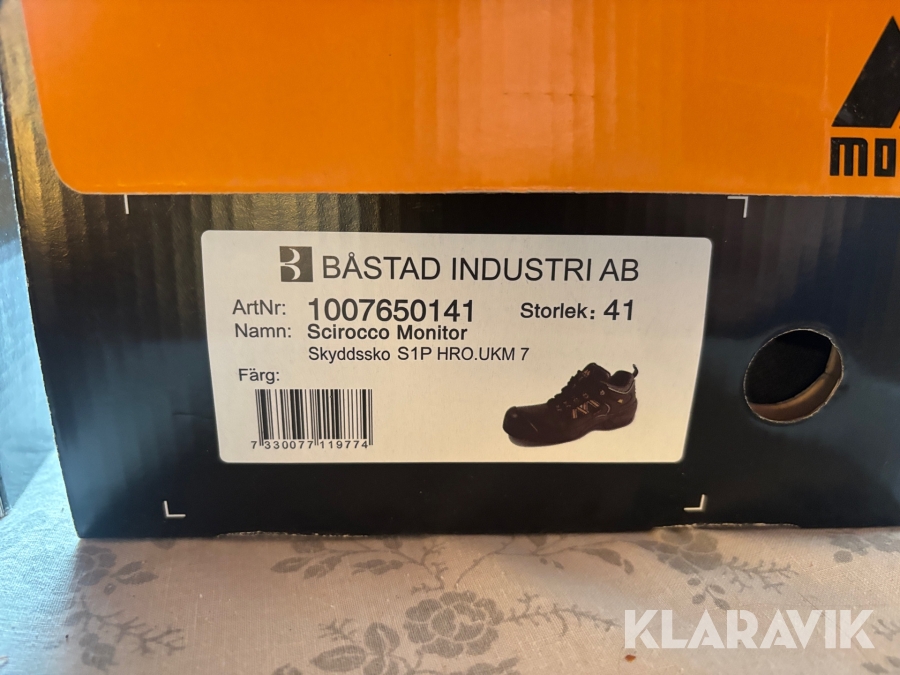 BÅSTAD INDUSTRI AB
ArtNr: 1007650141 Storlek: 41
Namn: Scirocco Monitor
Skyddssko S1P HRO.UKM 7
Färg:
7 330077 119774
KLARAVIK